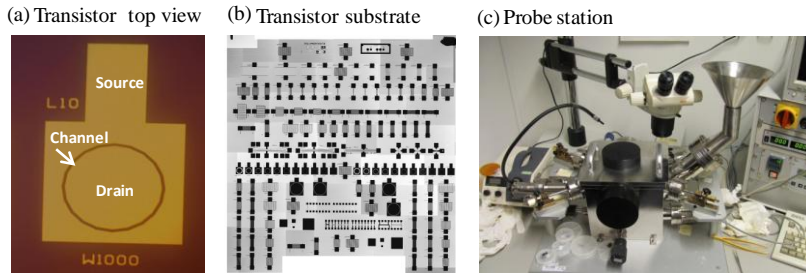 (a) Transistor top view
(b) Transistor substrate
(c) Probe station
Source
L10
Channel
Drain
W1000